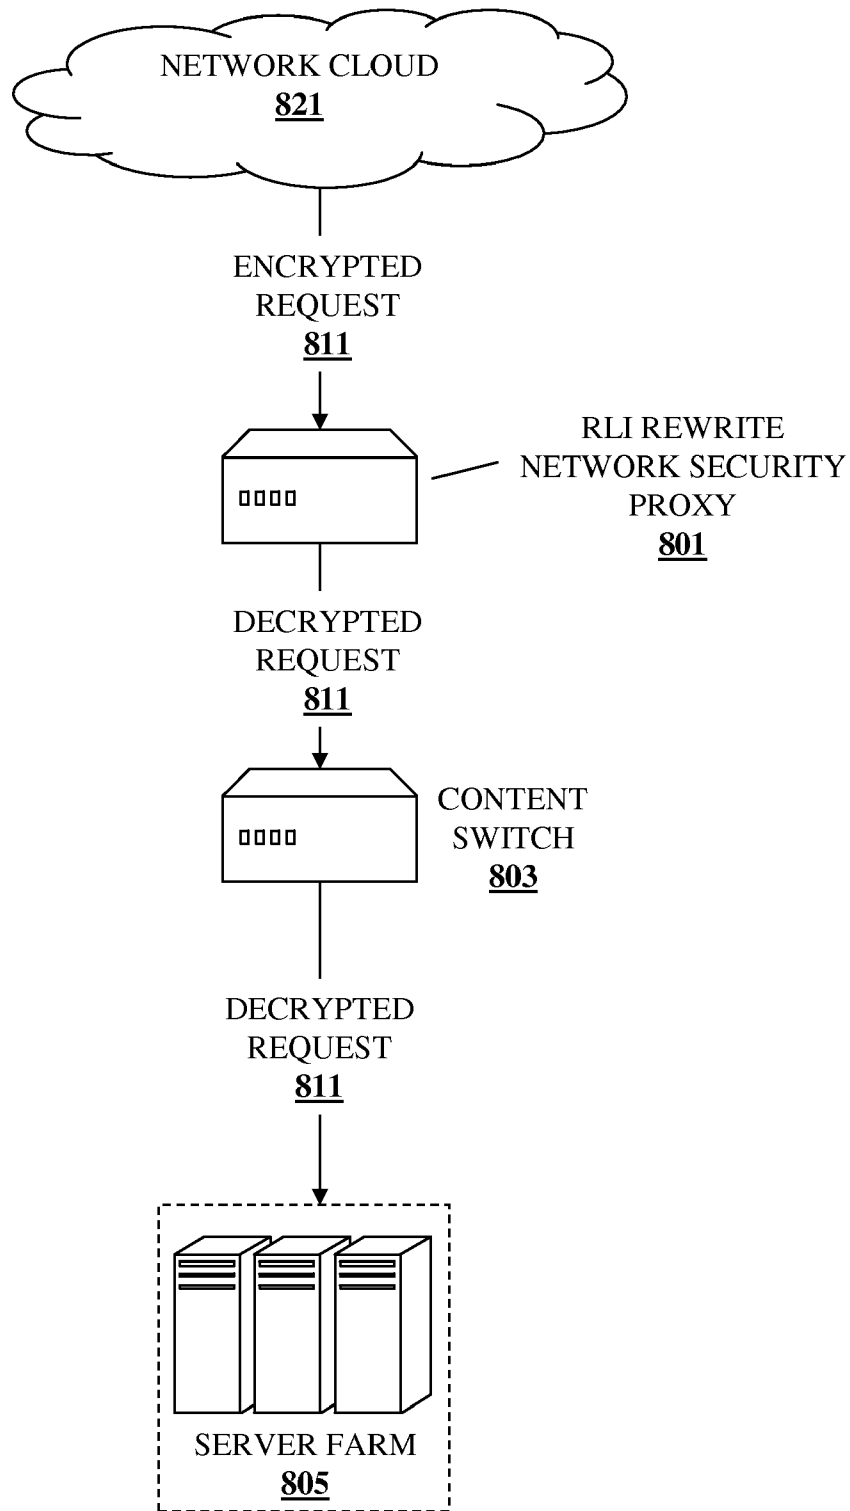 NETWORK CLOUD
821
ENCRYPTED
REQUEST
811
RLI REWRITE
NETWORK SECURITY
PROXY
801
DECRYPTED
REQUEST
811
CONTENT
SWITCH
803
DECRYPTED
REQUEST
811
SERVER FARM
805